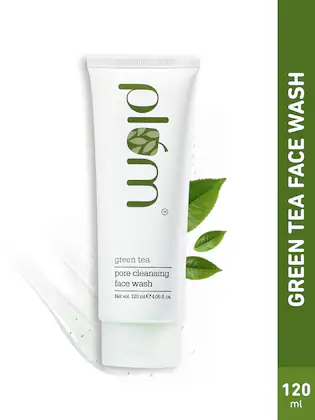 plum
®
green tea
pore cleansing
face wash
Net vol. 120 ml℮4.05 fl. oz.
GREEN TEA FACE WASH
120
ml